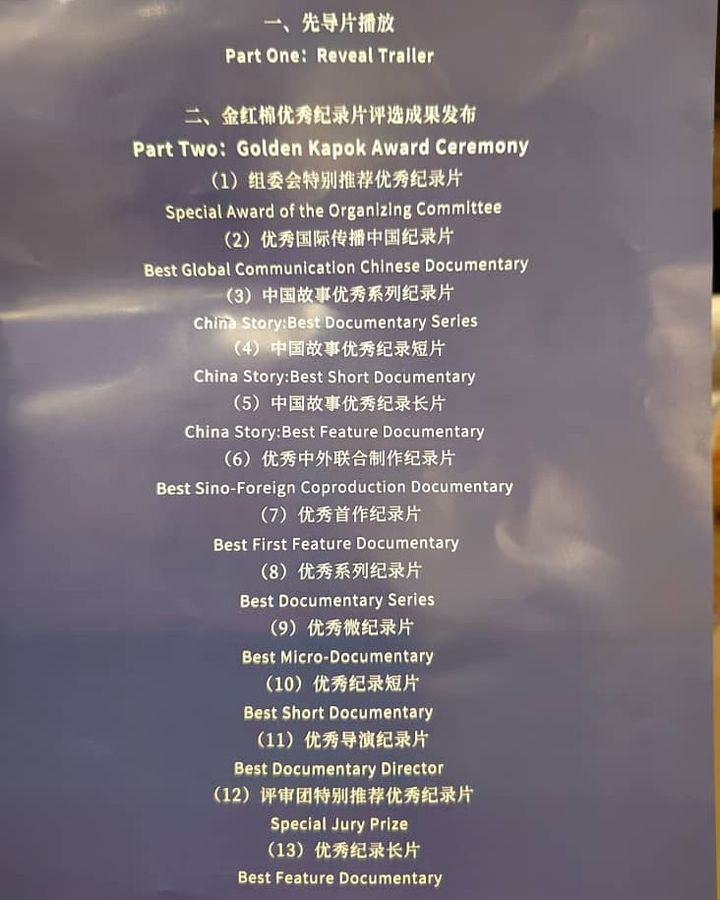 一、先导片播放
Part One: Reveal Trailer
二、金红棉优秀纪录片评选成果发布
Part Two: Golden Kapok Award Ceremony
（1）组委会特别推荐优秀纪录片
Special Award of the Organizing Committee
（2）优秀国际传播中国纪录片
Best Global Communication Chinese Documentary
（3）中国故事优秀系列纪录片
China Story:Best Documentary Series
（4）中国故事优秀纪录短片
China Story:Best Short Documentary
（5）中国故事优秀纪录长片
China Story:Best Feature Documentary
（6）优秀中外联合制作纪录片
Best Sino-Foreign Coproduction Documentary
（7）优秀首作纪录片
Best First Feature Documentary
（8）优秀系列纪录片
Best Documentary Series
（9）优秀微纪录片
Best Micro-Documentary
（10）优秀纪录短片
Best Short Documentary
（11）优秀导演纪录片
Best Documentary Director
（12）评审团特别推荐优秀纪录片
Special Jury Prize
（13）优秀纪录长片
Best Feature Documentary